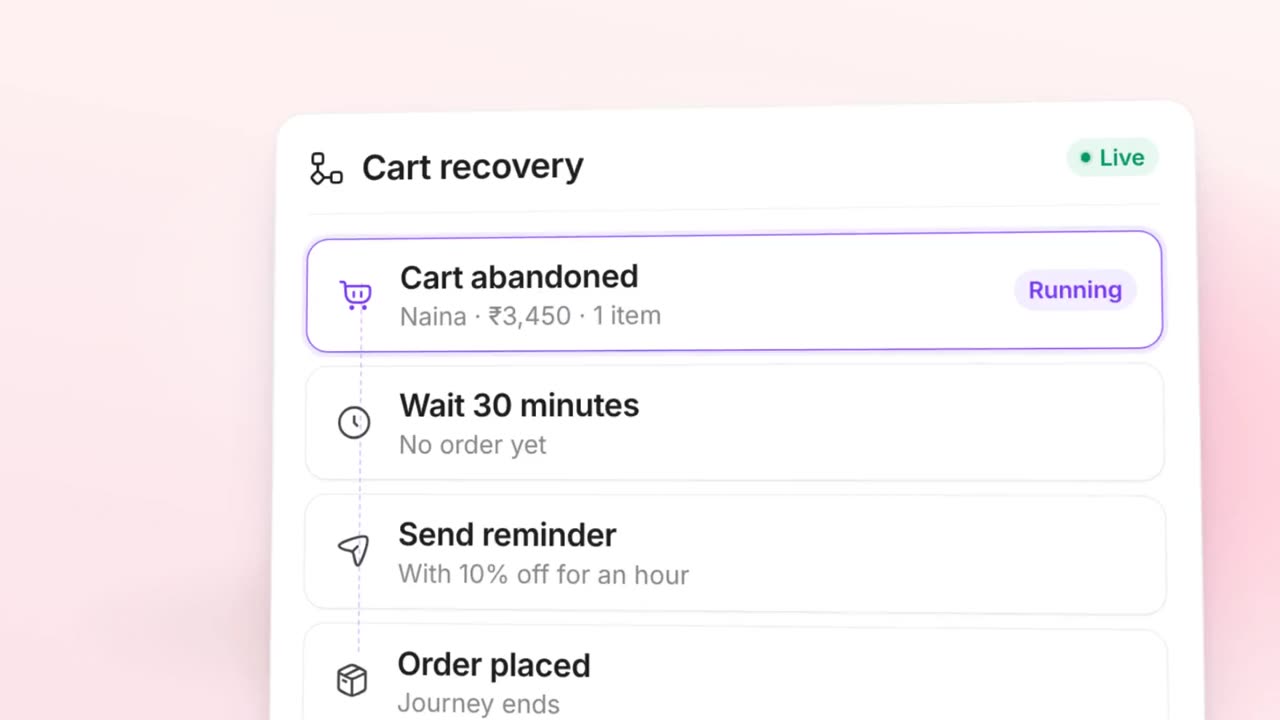 Cart recovery
Live
Cart abandoned
Naina · ₹3,450 · 1 item
Running
Wait 30 minutes
No order yet
Send reminder
With 10% off for an hour
Order placed
Journey ends